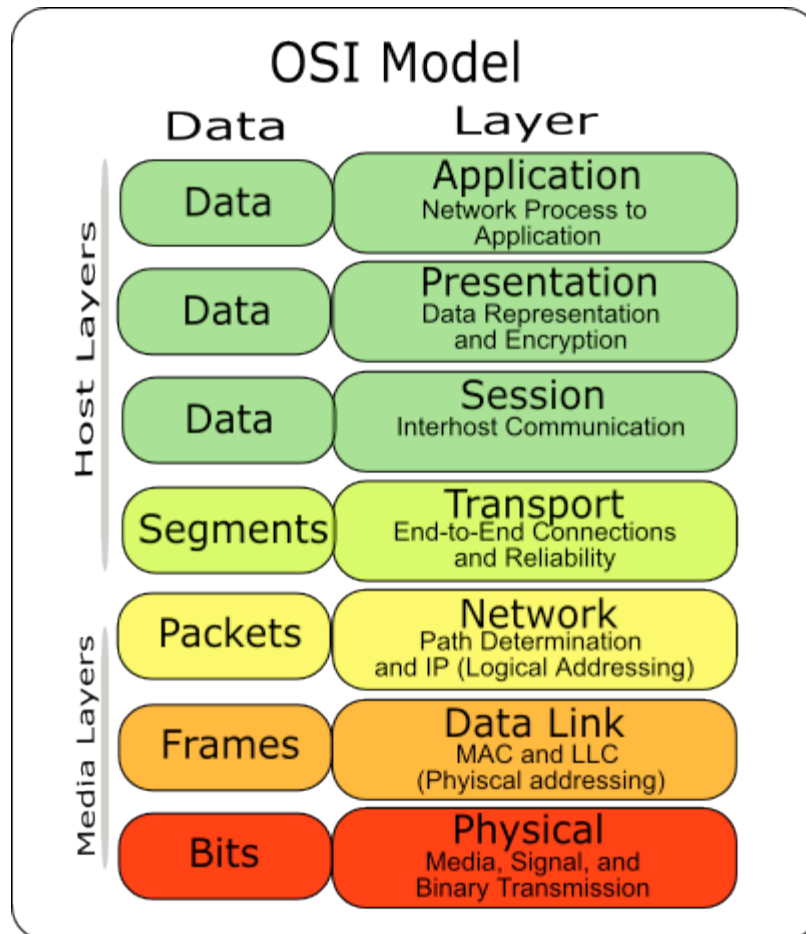 OSI Model
Data Layer
Host Layers
Data
Application
Network Process to
Application
Data
Presentation
Data Representation
and Encryption
Data
Session
Interhost Communication
Segments
Transport
End-to-End Connections
and Reliability
Media Layers
Packets
Network
Path Determination
and IP (Logical Addressing)
Frames
Data Link
MAC and LLC
(Phyiscal addressing)
Bits
Physical
Media, Signal, and
Binary Transmission